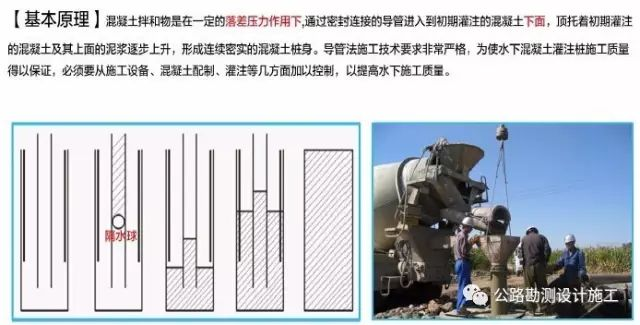 【基本原理】混凝土拌和物是在一定的落差压力作用下,通过密封连接的导管进入到初期灌注的混凝土下面，顶托着初期灌注
的混凝土及其上面的泥浆逐步上升，形成连续密实的混凝土桩身。导管法施工技术要求非常严格，为使水下混凝土灌注桩施工质量
得以保证，必须要从施工设备、混凝土配制、灌注等几方面加以控制，以提高水下施工质量。
隔水球
公路勘测设计施工